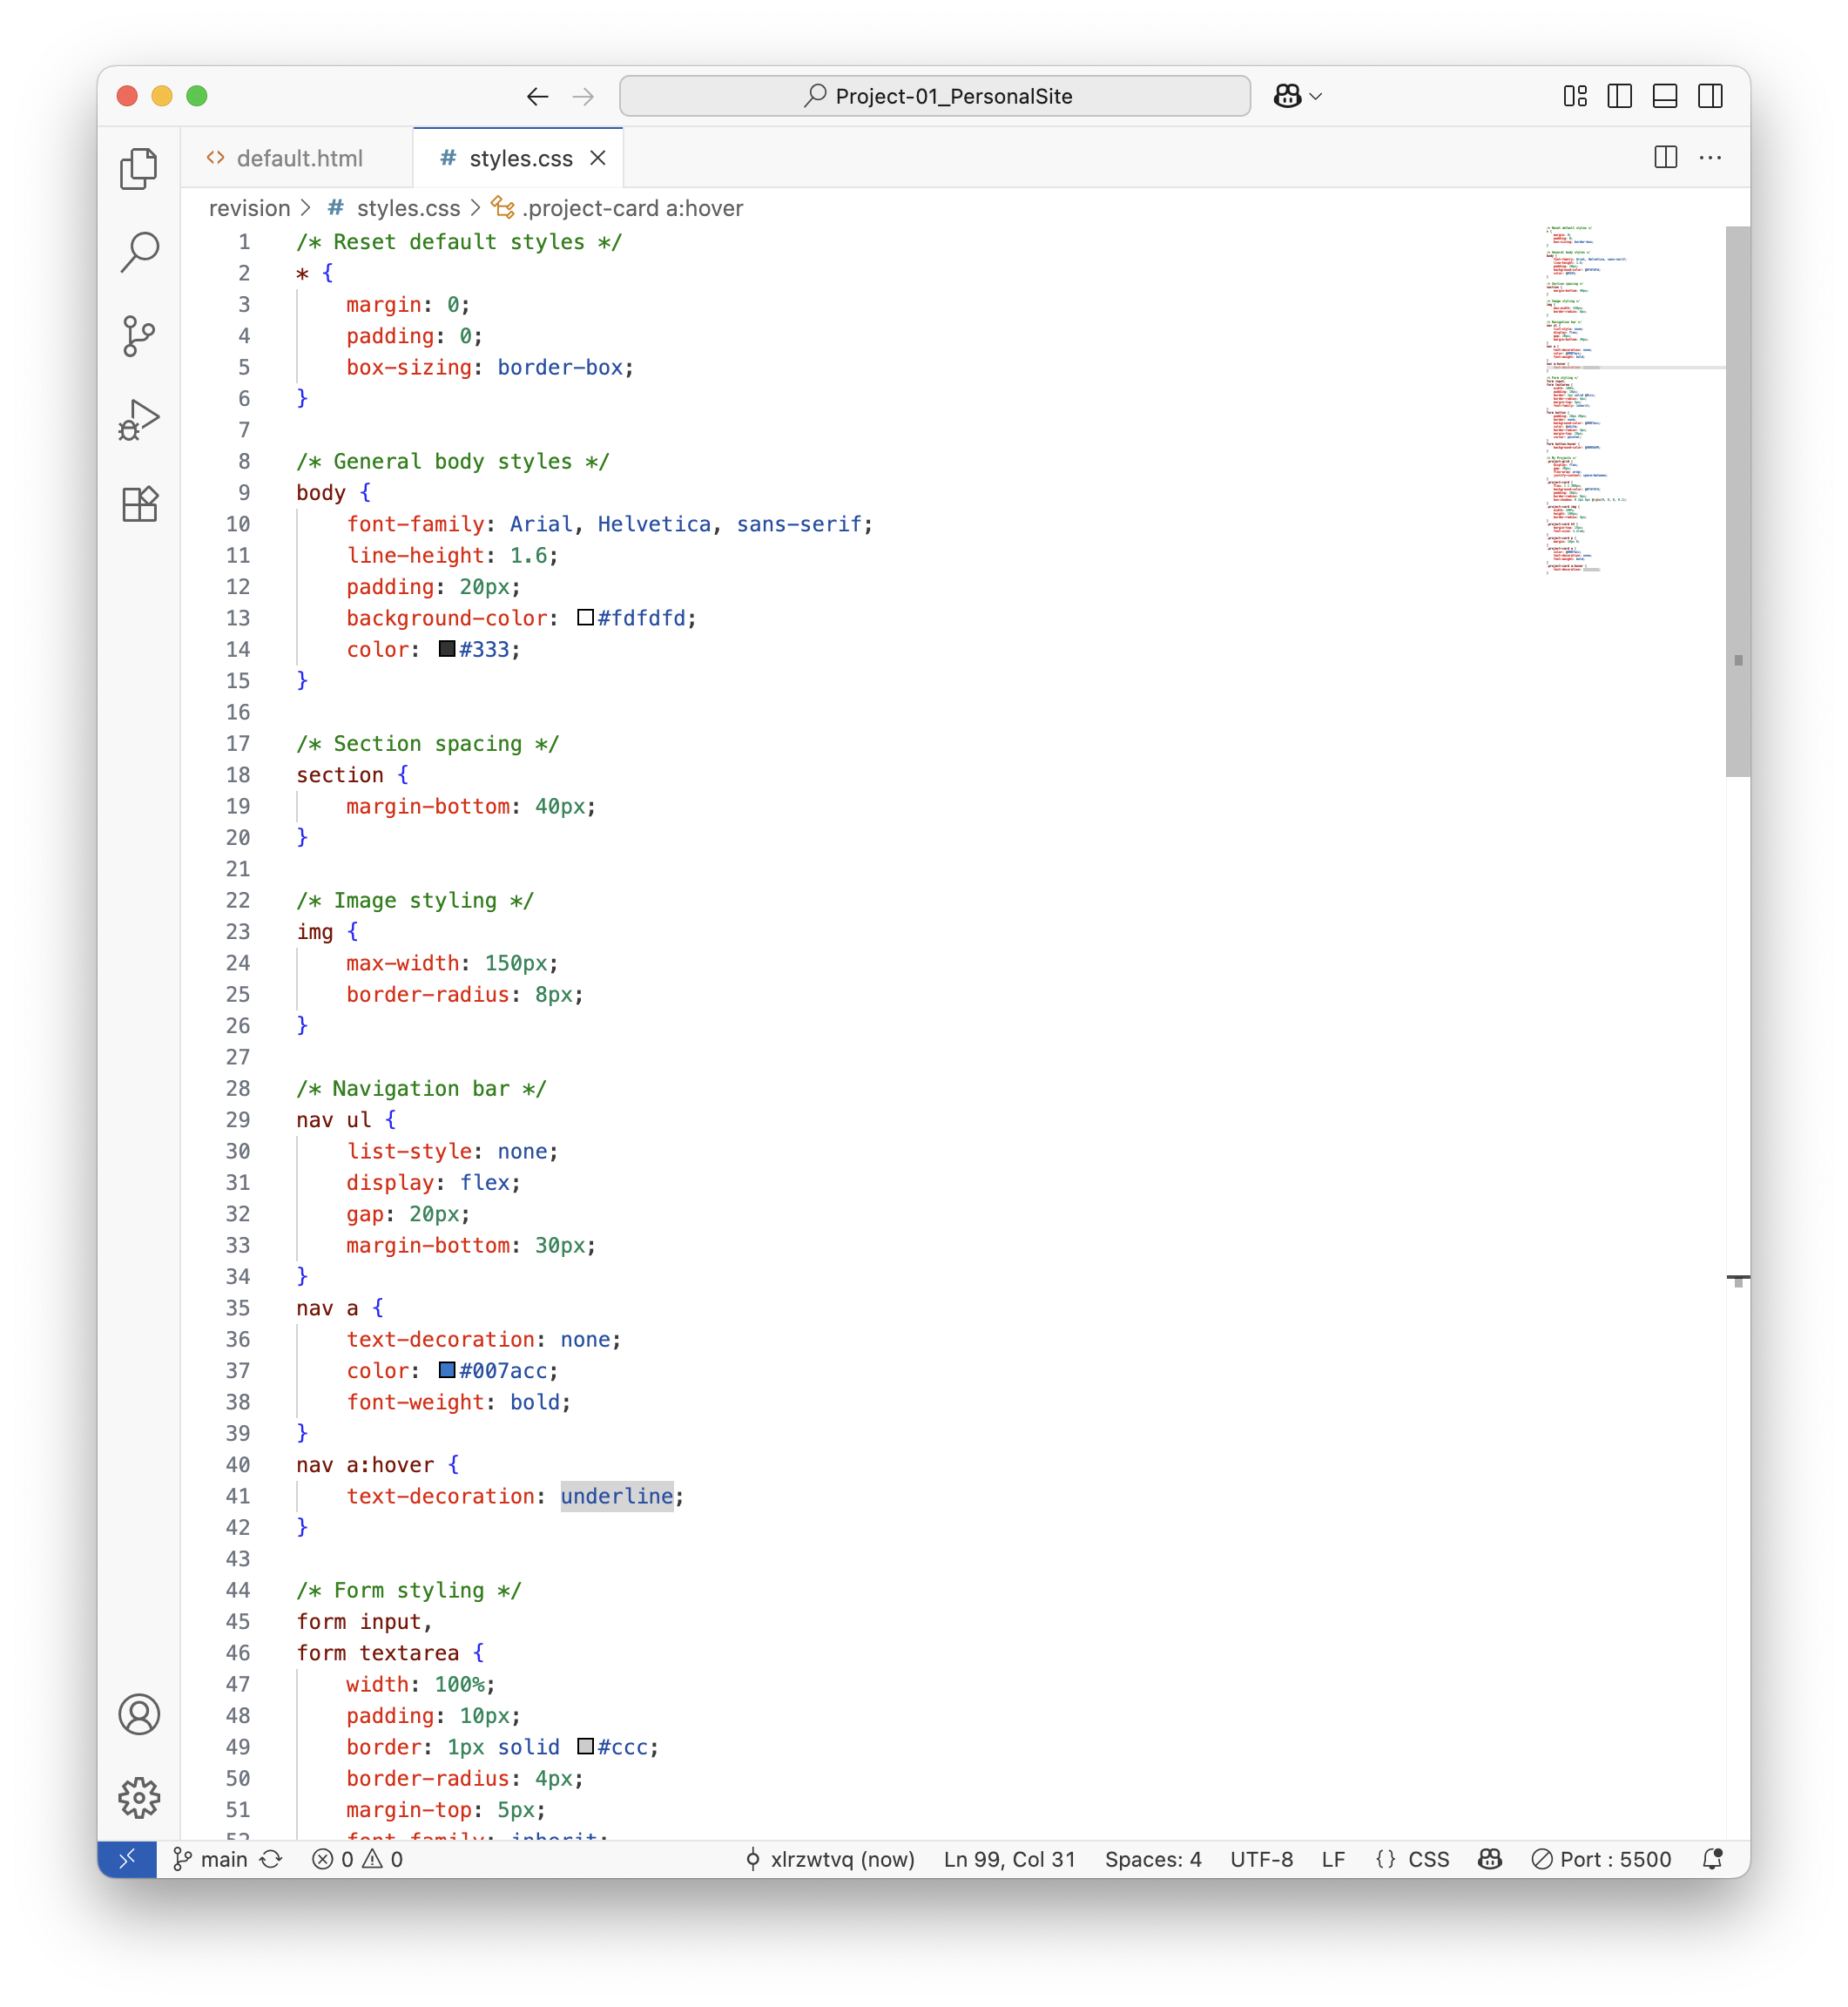 Project-01_PersonalSite
default.html
# styles.css
revision > # styles.css > .project-card a:hover
1 /* Reset default styles */
2 * {
3     margin: 0;
4     padding: 0;
5     box-sizing: border-box;
6 }
7
8 /* General body styles */
9 body {
10     font-family: Arial, Helvetica, sans-serif;
11     line-height: 1.6;
12     padding: 20px;
13     background-color: #fdfdfd;
14     color: #333;
15 }
16
17 /* Section spacing */
18 section {
19     margin-bottom: 40px;
20 }
21
22 /* Image styling */
23 img {
24     max-width: 150px;
25     border-radius: 8px;
26 }
27
28 /* Navigation bar */
29 nav ul {
30     list-style: none;
31     display: flex;
32     gap: 20px;
33     margin-bottom: 30px;
34 }
35 nav a {
36     text-decoration: none;
37     color: #007acc;
38     font-weight: bold;
39 }
40 nav a:hover {
41     text-decoration: underline;
42 }
43
44 /* Form styling */
45 form input,
46 form textarea {
47     width: 100%;
48     padding: 10px;
49     border: 1px solid #ccc;
50     border-radius: 4px;
51     margin-top: 5px;
52     font-family: inherit;
main 0 0 xlrzwtvq (now) Ln 99, Col 31 Spaces: 4 UTF-8 LF {} CSS Port : 5500